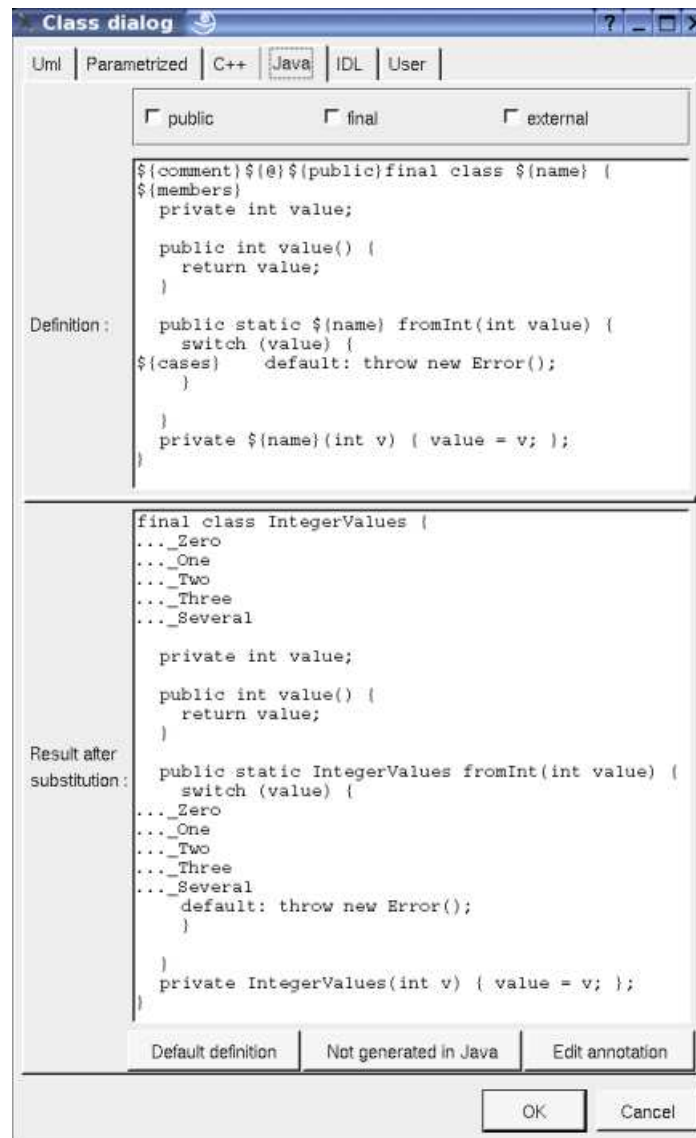 Class dialog
Uml Parametrized C++ Java IDL User
public final external
Definition :
${comment}${@}${public}final class ${name} {
${members}
  private int value;
  public int value() {
    return value;
  }
  public static ${name} fromInt(int value) {
    switch (value) {
${cases}    default: throw new Error();
    }
  }
  private ${name}(int v) { value = v; };
}
Result after
substitution :
final class IntegerValues {
..._Zero
..._One
..._Two
..._Three
..._Several
  private int value;
  public int value() {
    return value;
  }
  public static IntegerValues fromInt(int value) {
    switch (value) {
..._Zero
..._One
..._Two
..._Three
..._Several
    default: throw new Error();
    }
  }
  private IntegerValues(int v) { value = v; };
}
Default definition Not generated in Java Edit annotation
OK Cancel